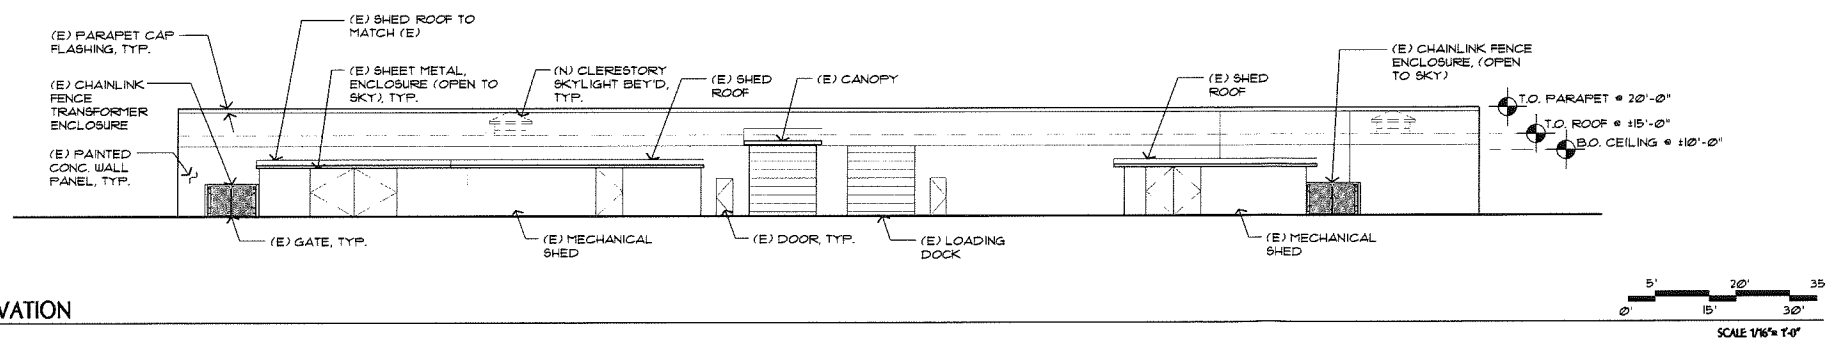 (E) SHED ROOF TO
MATCH (E)
(E) PARAPET CAP
FLASHING, TYP.
(E) CHAINLINK
FENCE
TRANSFORMER
ENCLOSURE
(E) SHEET METAL,
ENCLOSURE (OPEN TO
SKY), TYP.
(N) CLERESTORY
SKYLIGHT BEY'D,
TYP.
(E) SHED
ROOF
(E) CANOPY
(E) SHED
ROOF
(E) CHAINLINK FENCE
ENCLOSURE, (OPEN
TO SKY)
T.O. PARAPET @ 20'-0"
T.O. ROOF @ ±15'-0"
B.O. CEILING @ ±10'-0"
(E) PAINTED
CONC. WALL
PANEL, TYP.
(E) GATE, TYP.
(E) MECHANICAL
SHED
(E) DOOR, TYP.
(E) LOADING
DOCK
(E) MECHANICAL
SHED
VATION
5' 20' 35
0' 15' 30'
SCALE 1/16"= 1'-0"